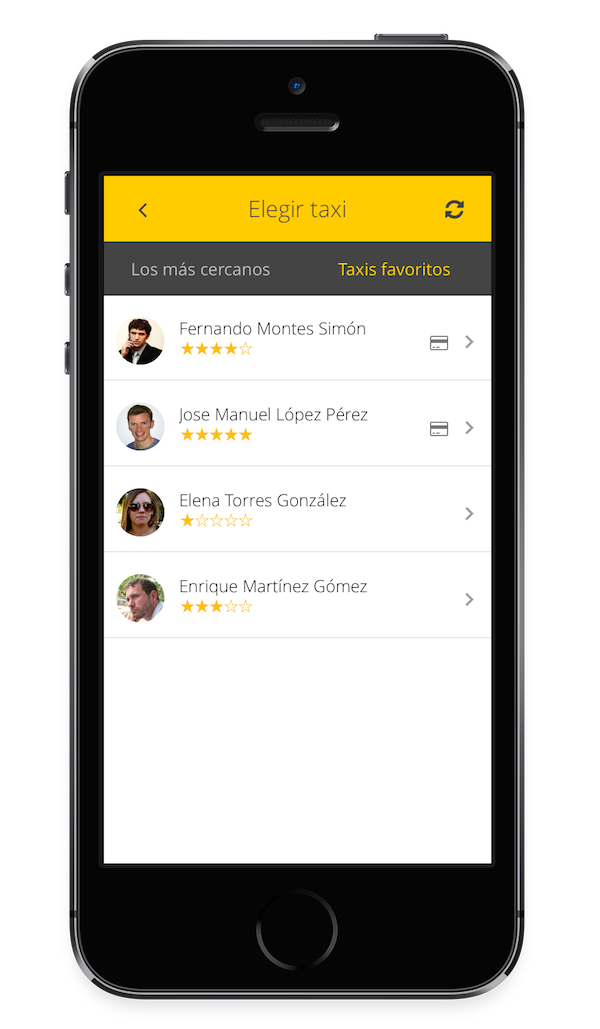 Elegir taxi
Los más cercanos Taxis favoritos
Fernando Montes Simón
Jose Manuel López Pérez
Elena Torres González
Enrique Martínez Gómez